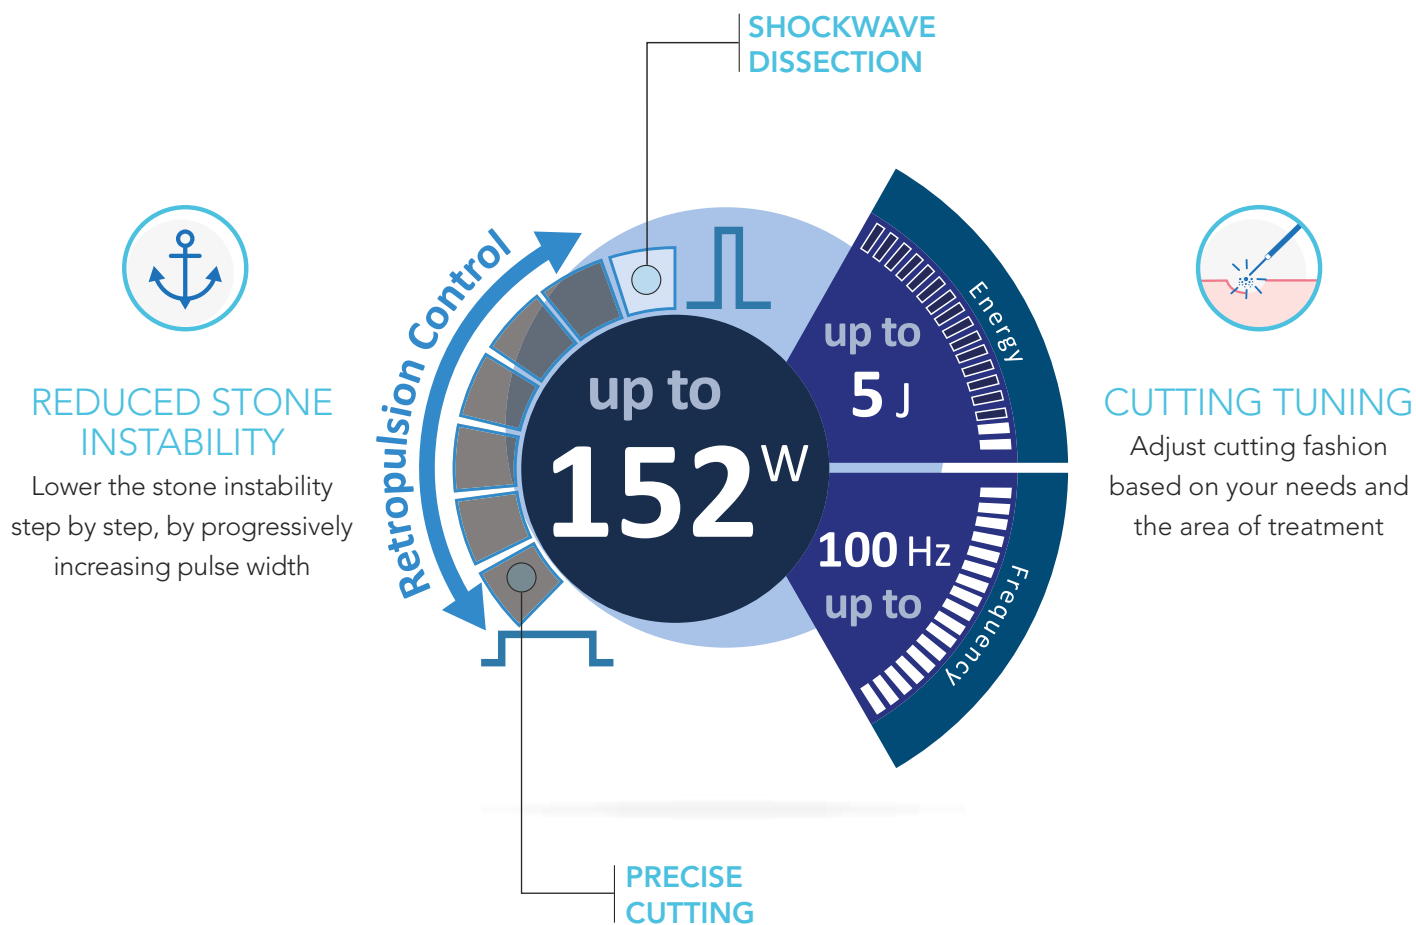 SHOCKWAVE
DISSECTION
REDUCED STONE
INSTABILITY
Lower the stone instability
step by step, by progressively
increasing pulse width
Retropulsion Control
up to
152 W
Energy
up to
5 J
100 Hz
up to
Frequency
CUTTING TUNING
Adjust cutting fashion
based on your needs and
the area of treatment
PRECISE
CUTTING